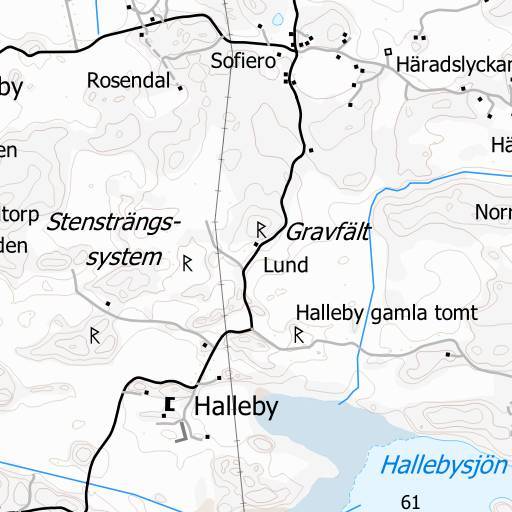 Sofiero
Häradslyckan
Rosendal
by
en
Hä
torp
Norr
den
Stensträngs-
system
Gravfält
Lund
Halleby gamla tomt
Halleby
Hallebysjön
61